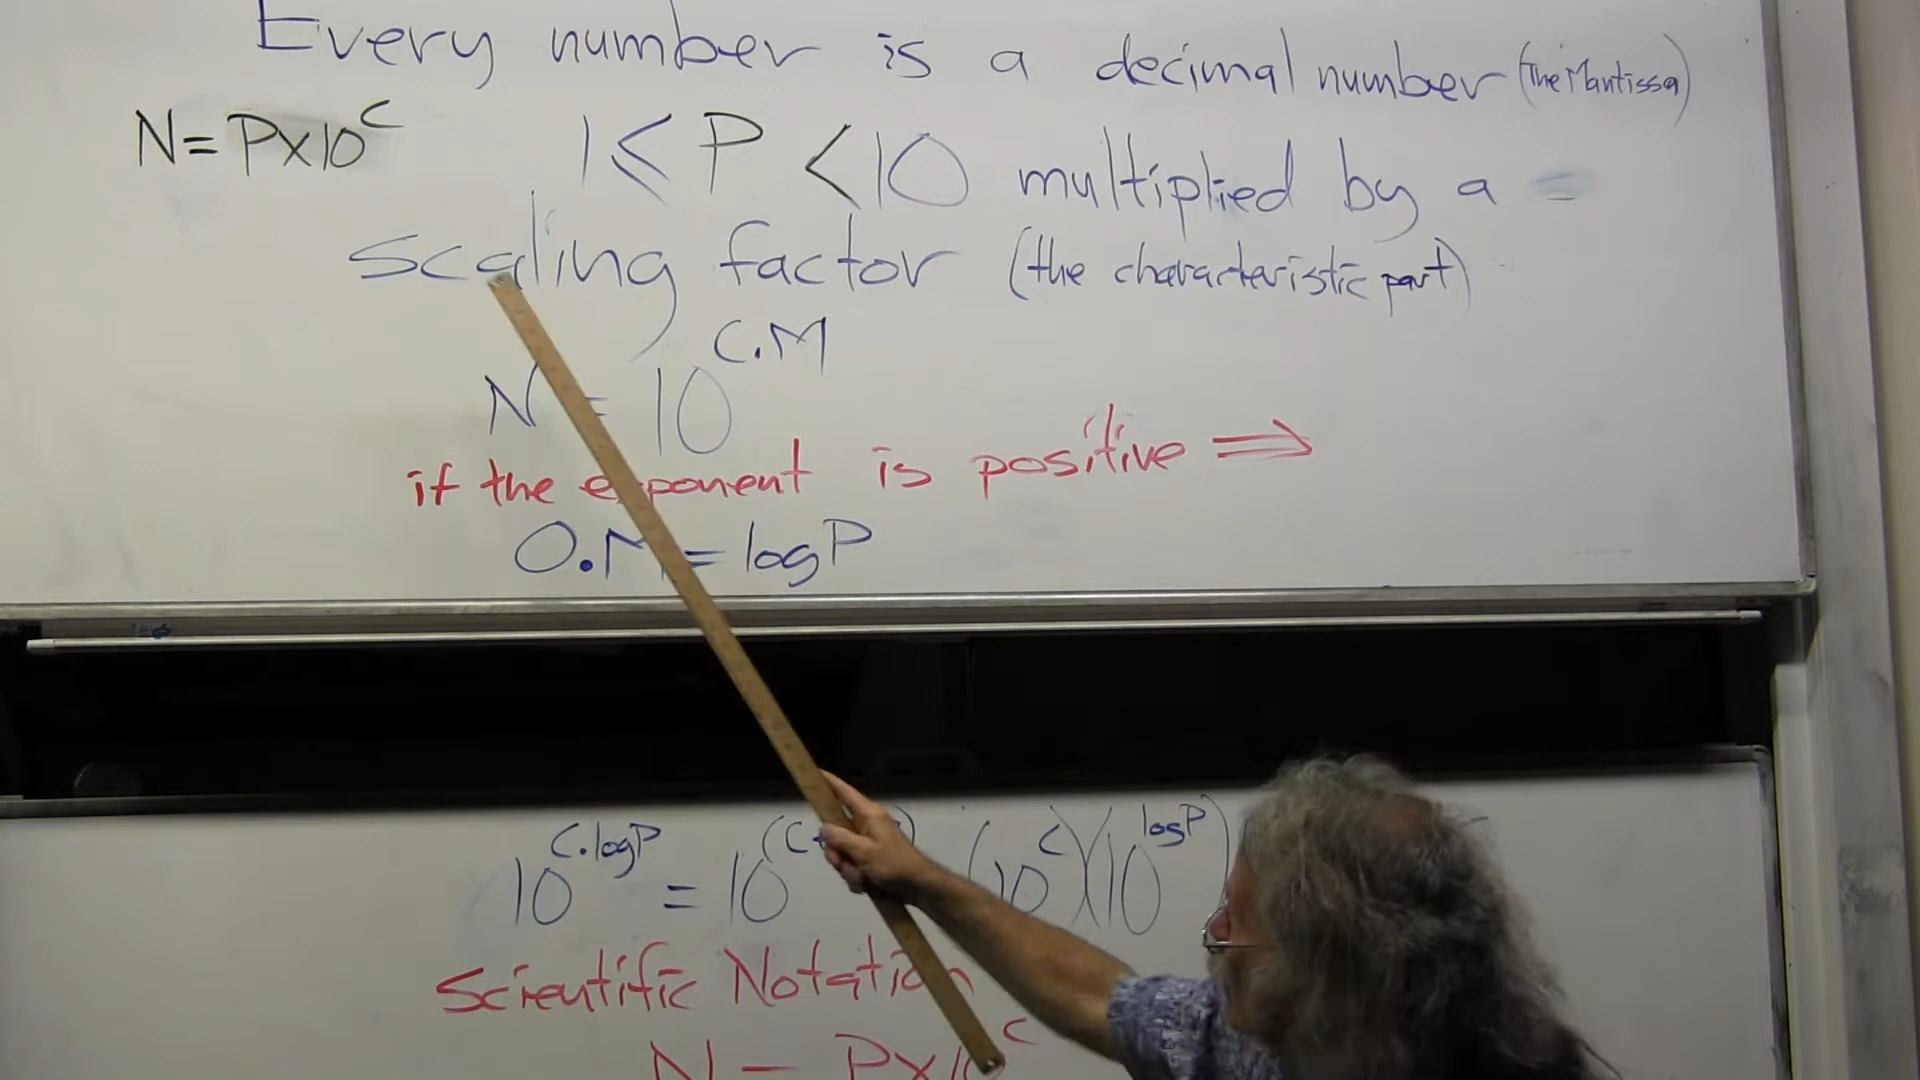 Every number is a decimal number (The Mantissa)
N=Px10^C 1≤P<10 multiplied by a
scaling factor (the characteristic part)
N = 10^C.M
if the exponent is positive ⇒
O.M = log P
10^C.logP = 10^(C+ (10^C)(10^logP)
Scientific Notation
N = Px10^C